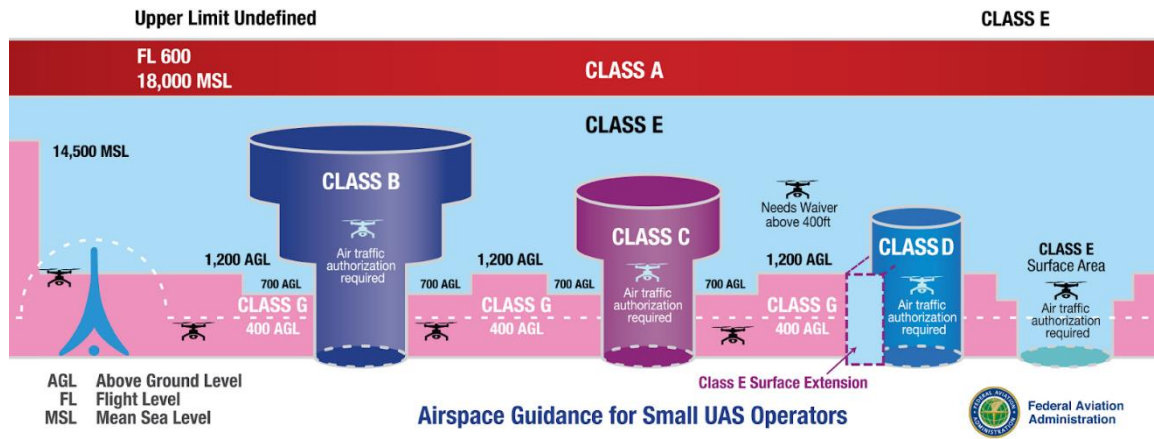 Upper Limit Undefined
CLASS E
FL 600
18,000 MSL
CLASS A
CLASS E
14,500 MSL
CLASS B
Air traffic
authorization
required
CLASS C
Air traffic
authorization
required
Needs Waiver
above 400ft
CLASS D
Air traffic
authorization
required
CLASS E
Surface Area
Air traffic
authorization
required
1,200 AGL
700 AGL
CLASS G
400 AGL
700 AGL
1,200 AGL
CLASS G
400 AGL
700 AGL
700 AGL
1,200 AGL
CLASS G
400 AGL
Class E Surface Extension
AGL Above Ground Level
FL Flight Level
MSL Mean Sea Level
Airspace Guidance for Small UAS Operators
Federal Aviation
Administration